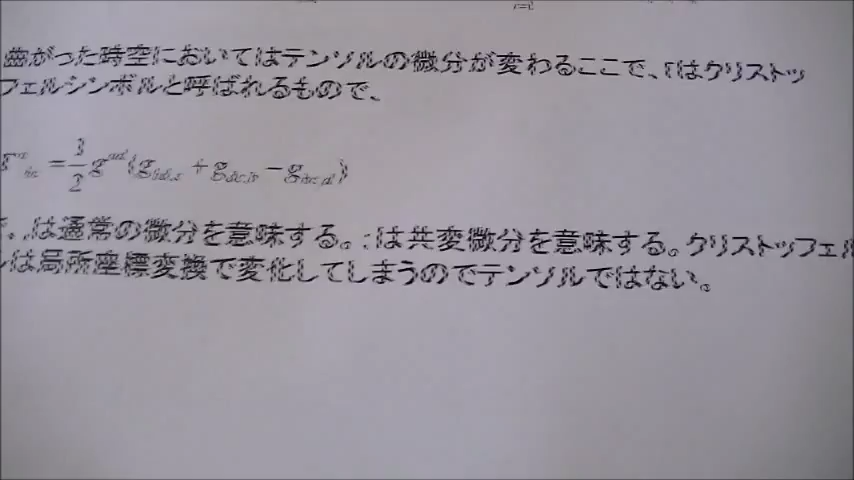 曲がった時空においてはテンソルの微分が変わるここで、Γはクリストッ
フェルシンボルと呼ばれるもので、
Γ = 1/2 g^{ad}(g + g − g)
で、,は通常の微分を意味する。;は共変微分を意味する。クリストッフェル
ルは局所座標変換で変化してしまうのでテンソルではない。